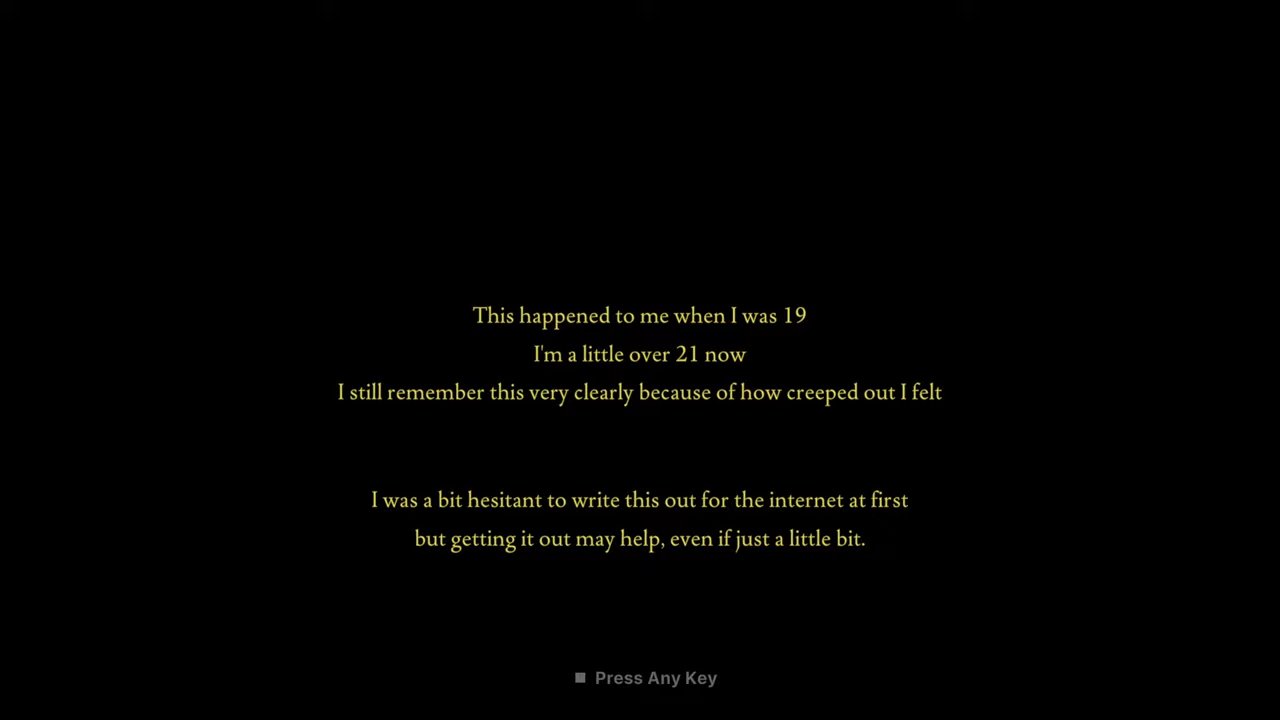 This happened to me when I was 19
I'm a little over 21 now
I still remember this very clearly because of how creeped out I felt
I was a bit hesitant to write this out for the internet at first
but getting it out may help, even if just a little bit.
Press Any Key